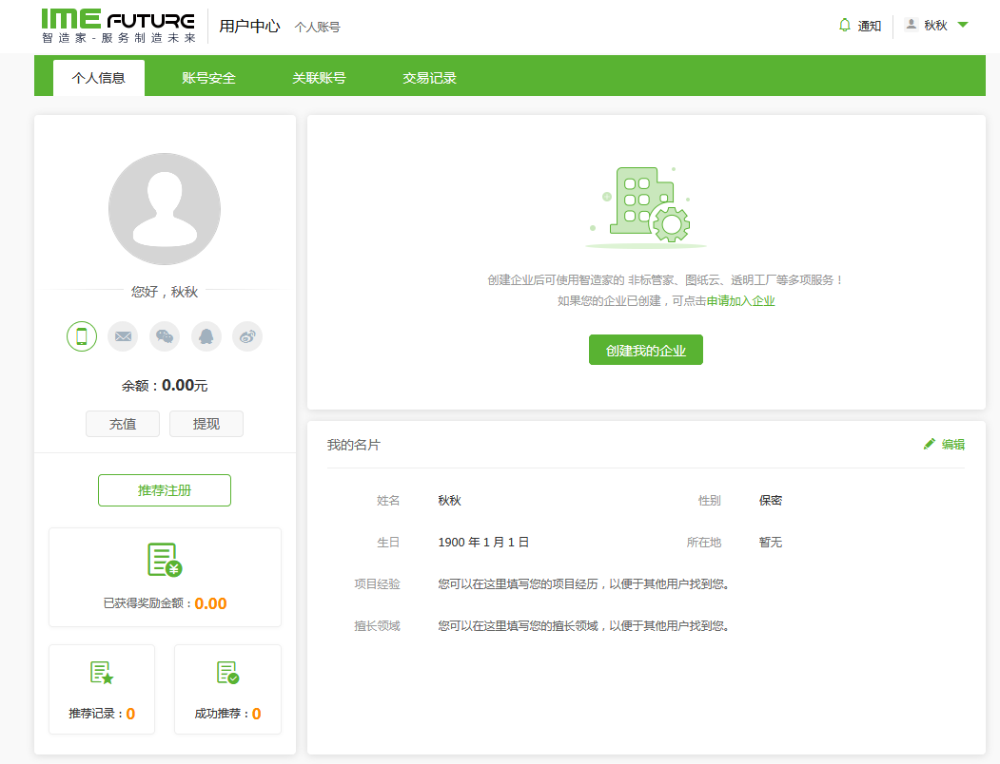 IME FUTURE
智造家-服务制造未来
用户中心 个人账号
通知 秋秋
个人信息 账号安全 关联账号 交易记录
您好，秋秋
余额：0.00元
充值 提现
推荐注册
已获得奖励金额：0.00
推荐记录：0 成功推荐：0
创建企业后可使用智造家的 非标管家、图纸云、透明工厂等多项服务！
如果您的企业已创建，可点击申请加入企业
创建我的企业
我的名片 编辑
姓名 秋秋 性别 保密
生日 1900 年 1 月 1 日 所在地 暂无
项目经验 您可以在这里填写您的项目经历，以便于其他用户找到您。
擅长领域 您可以在这里填写您的擅长领域，以便于其他用户找到您。